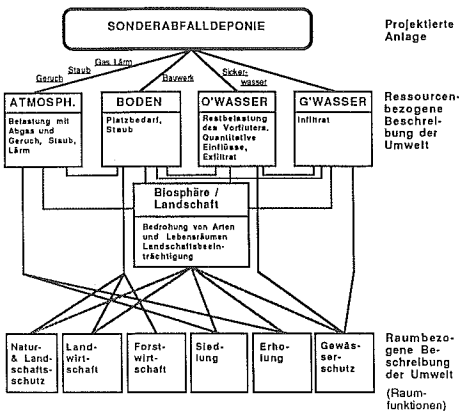 SONDERABFALLDEPONIE
Projektierte
Anlage
Geruch
Staub
Gas, Lärm
Bauwerk
Sicker-
wasser
ATMOSPH.
Belastung mit
Abgas und
Geruch, Staub,
Lärm
BODEN
Platzbedarf,
Staub
O'WASSER
Restbelastung
des Vorfluters,
Quantitative
Einflüsse,
Exfiltrat
G'WASSER
Infiltrat
Ressourcen-
bezogene
Beschrei-
bung der
Umwelt
Biosphäre /
Landschaft
Bedrohung von Arten
und Lebensräumen
Landschaftsbeein-
trächtigung
Natur-
& Land-
schafts-
schutz
Land-
wirt-
schaft
Forst-
wirt-
schaft
Sied-
lung
Erho-
lung
Gewäs-
ser-
schutz
Raumbezo-
gene Be-
schreibung
der Umwelt
(Raum-
funktionen)